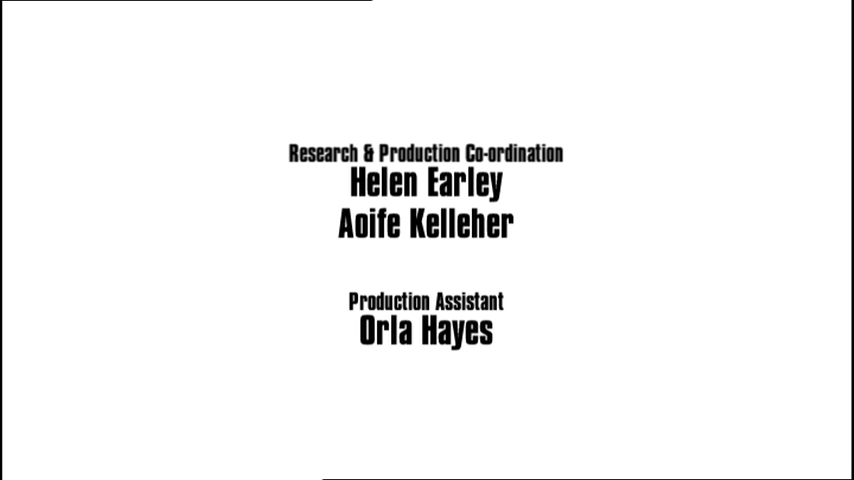 Research & Production Co-ordination
Helen Earley
Aoife Kelleher
Production Assistant
Orla Hayes